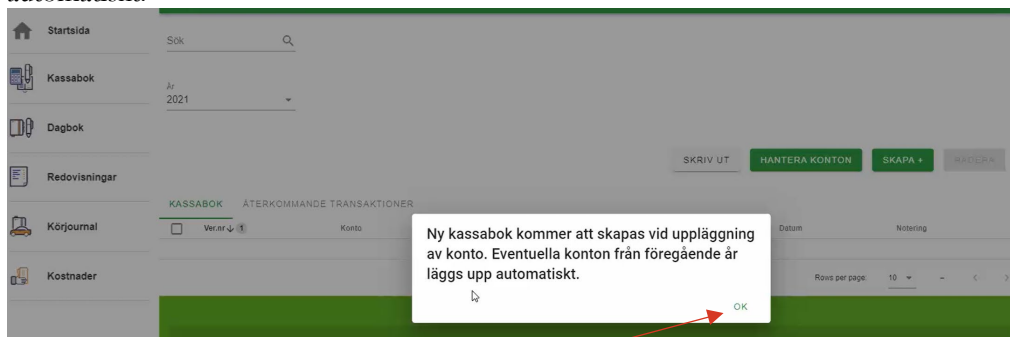 Startsida
Sök
Kassabok
År
2021
Dagbok
SKRIV UT HANTERA KONTON SKAPA + RADERA
Redovisningar
KASSABOK ÅTERKOMMANDE TRANSAKTIONER
Körjournal
Ver.nr ↓ 1 Konto Datum Notering
Ny kassabok kommer att skapas vid uppläggning
av konto. Eventuella konton från föregående år
läggs upp automatiskt.
Kostnader
Rows per page: 10 - < >
OK